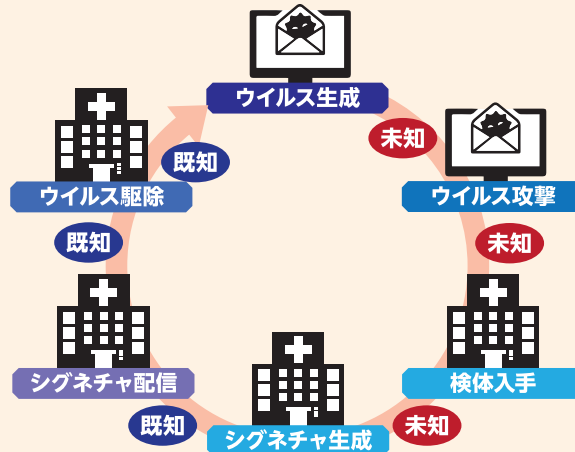 ウイルス生成
未知
ウイルス攻撃
未知
検体入手
未知
シグネチャ生成
既知
シグネチャ配信
既知
ウイルス駆除
既知